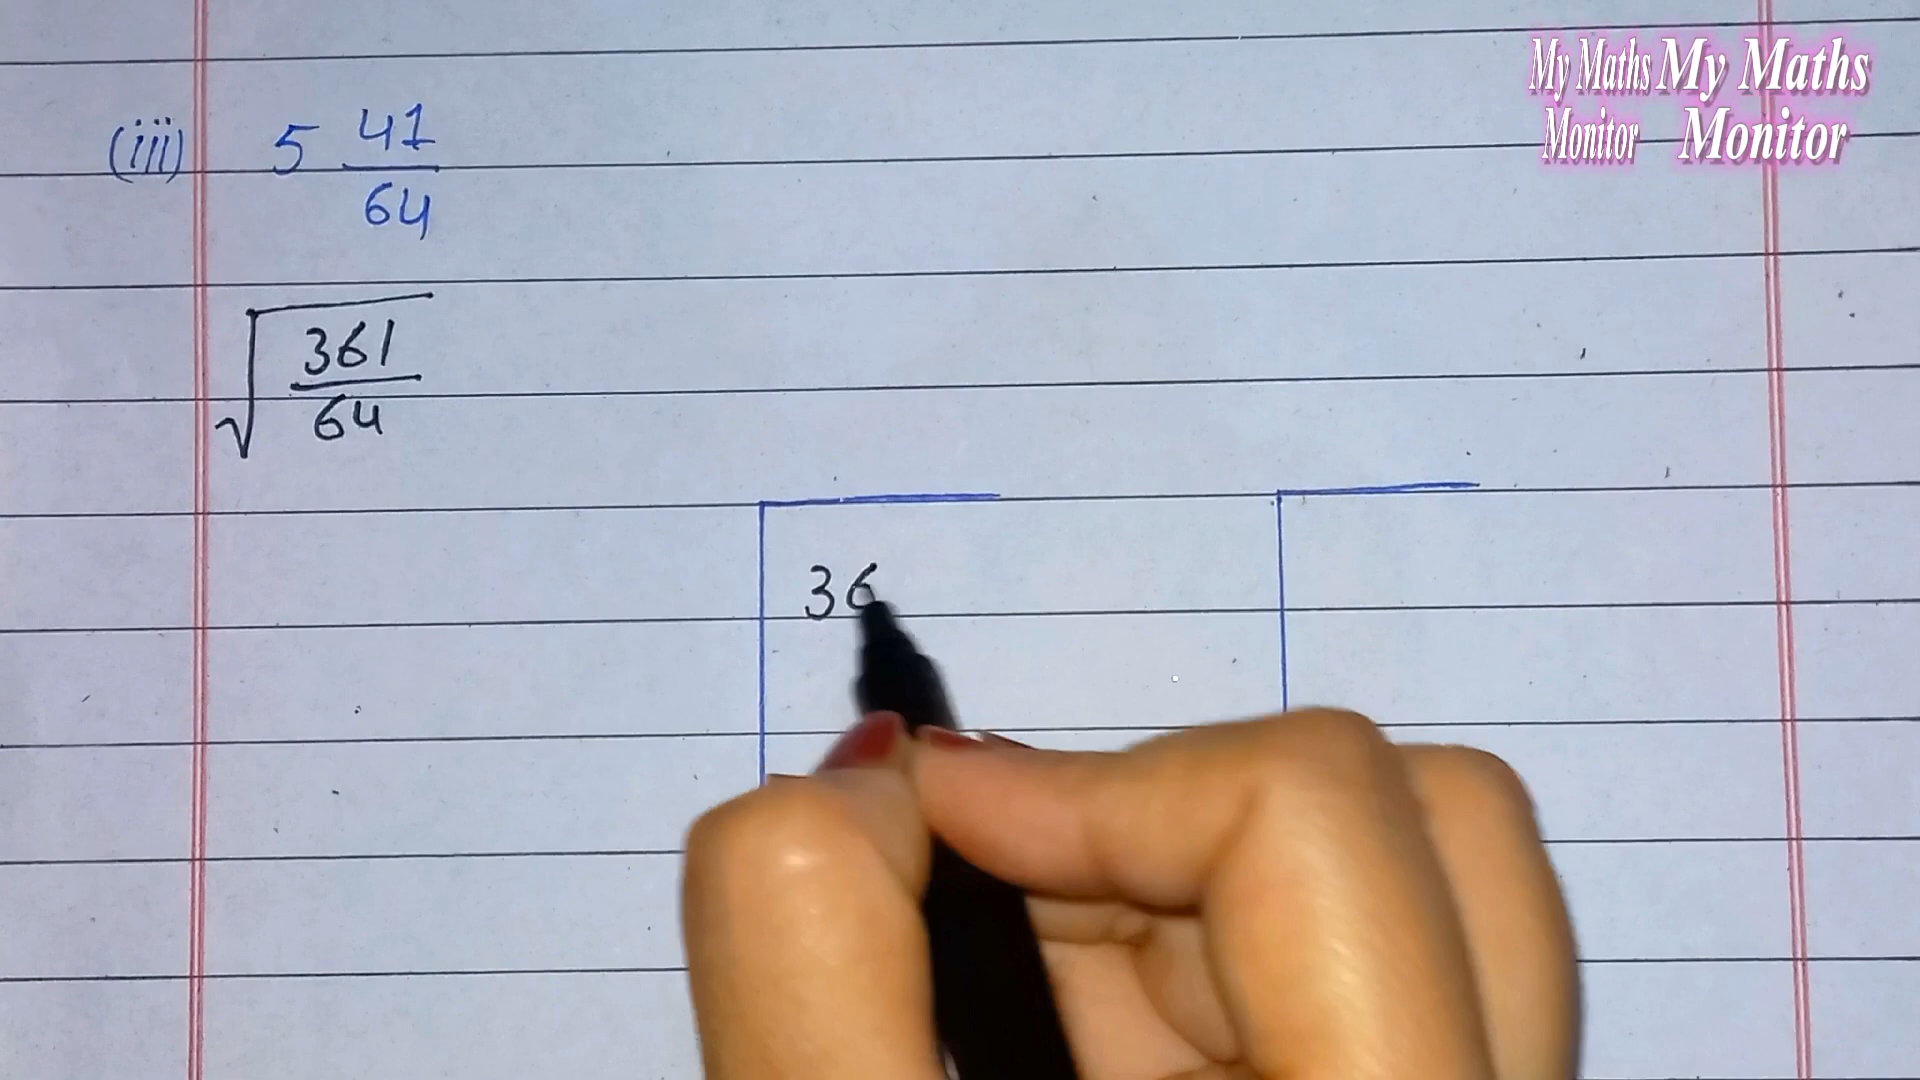 My Maths My Maths
Monitor Monitor
(iii) 5 41/64
√361/64
36